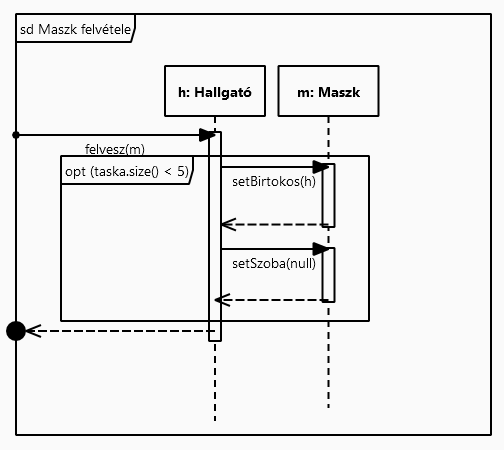 sd Maszk felvétele
h: Hallgató
m: Maszk
felvesz(m)
opt (taska.size() < 5)
setBirtokos(h)
setSzoba(null)